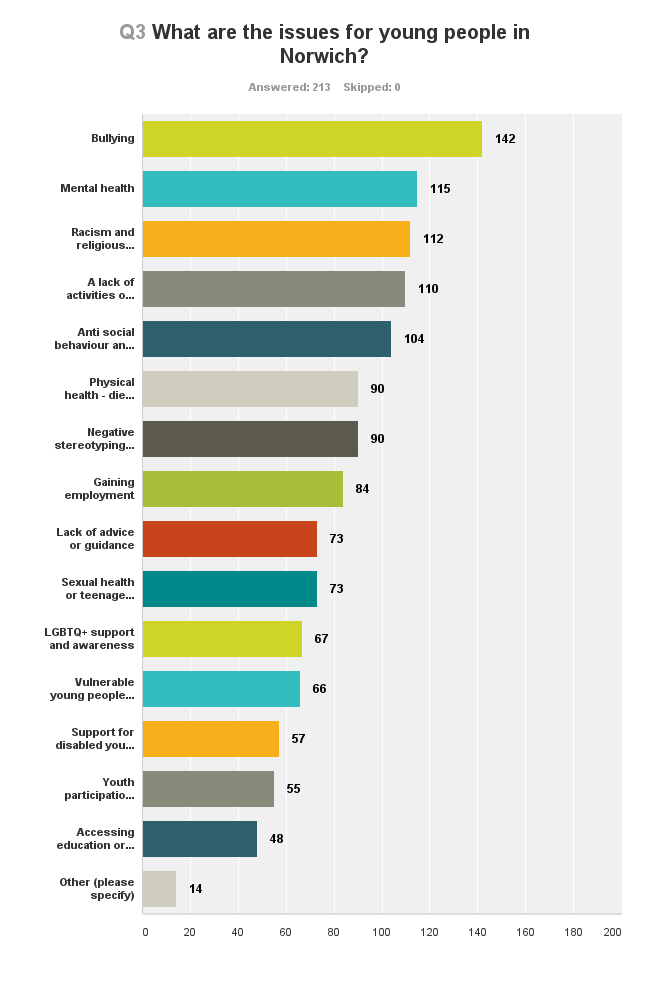 Q3 What are the issues for young people in
Norwich?
Answered: 213 Skipped: 0
Bullying
142
Mental health
115
Racism and
religious...
112
A lack of
activities o...
110
Anti social
behaviour an...
104
Physical
health - die...
90
Negative
stereotyping...
90
Gaining
employment
84
Lack of advice
or guidance
73
Sexual health
or teenage...
73
LGBTQ+ support
and awareness
67
Vulnerable
young people...
66
Support for
disabled you...
57
Youth
participatio...
55
Accessing
education or...
48
Other (please
specify)
14
0 20 40 60 80 100 120 140 160 180 200